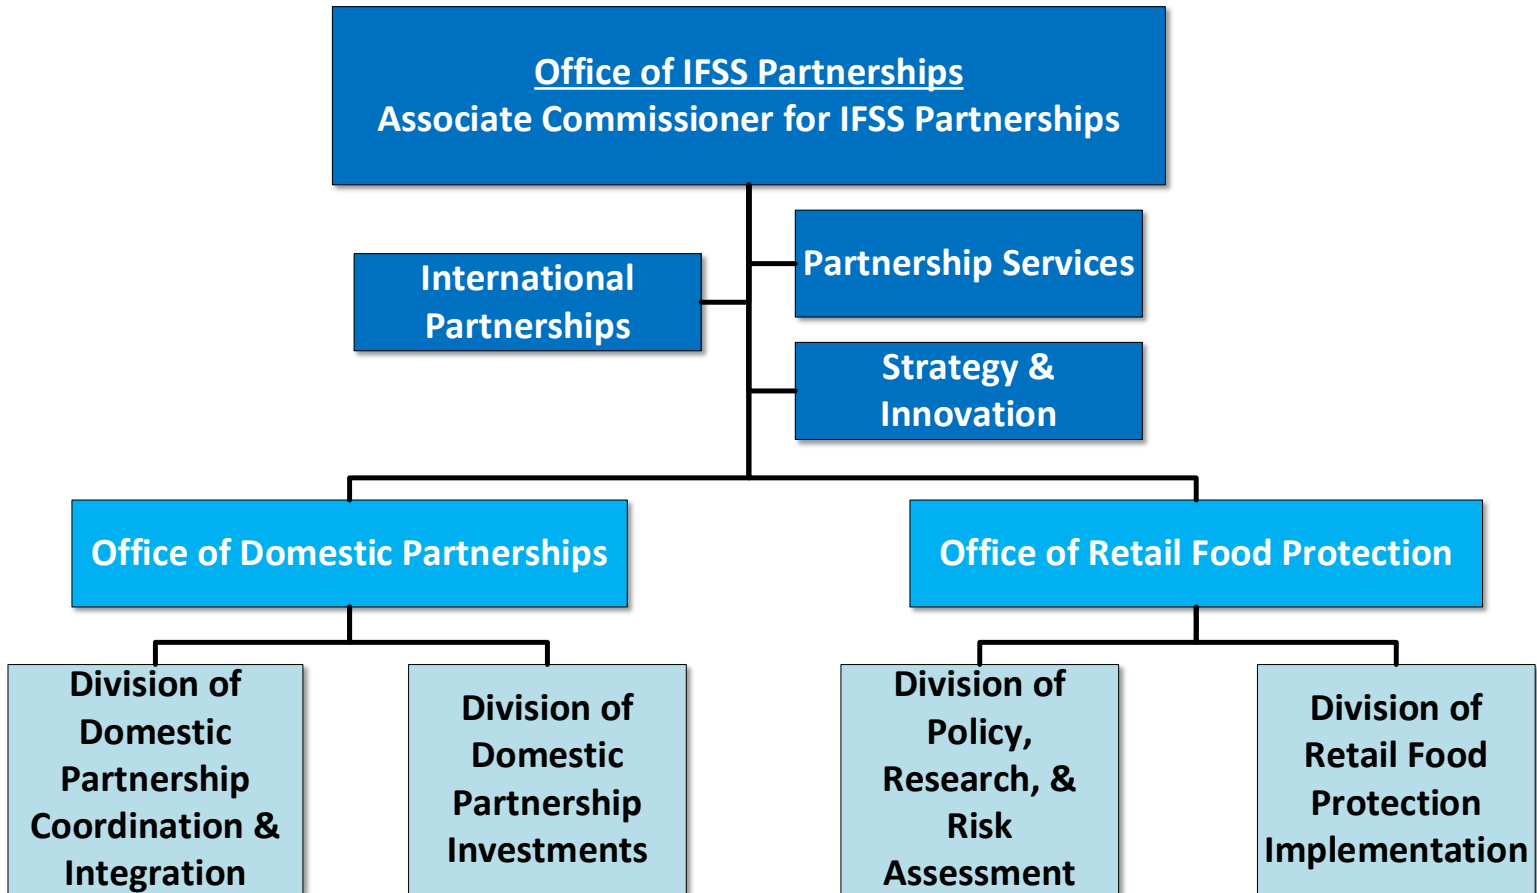 Office of IFSS Partnerships
Associate Commissioner for IFSS Partnerships
International
Partnerships
Partnership Services
Strategy &
Innovation
Office of Domestic Partnerships
Office of Retail Food Protection
Division of
Domestic
Partnership
Coordination &
Integration
Division of
Domestic
Partnership
Investments
Division of
Policy,
Research, &
Risk
Assessment
Division of
Retail Food
Protection
Implementation